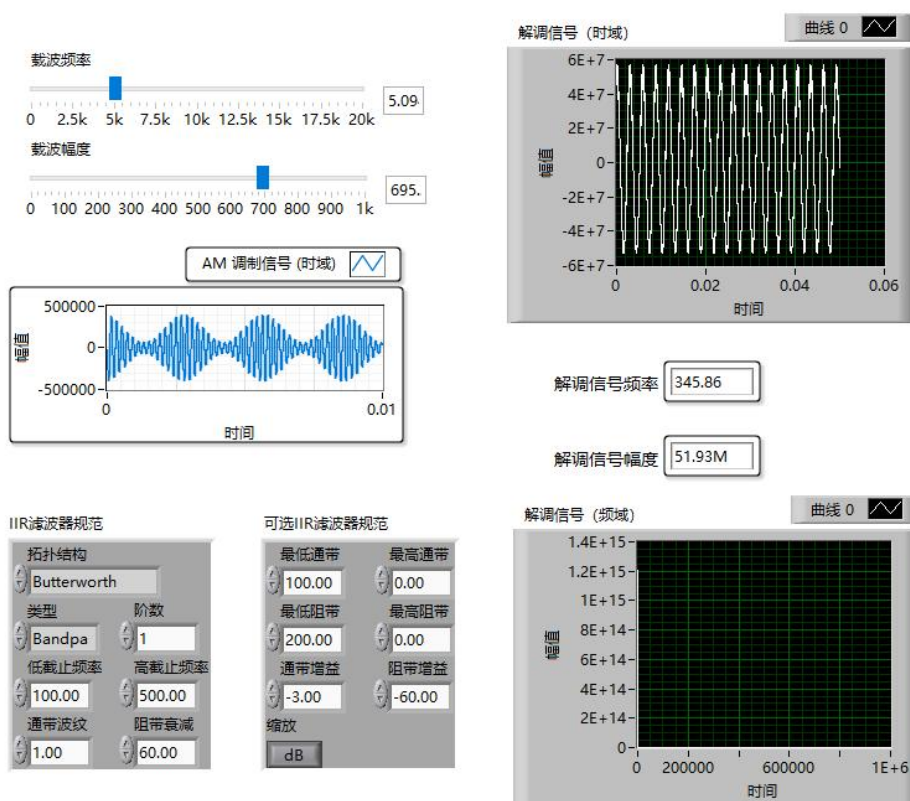 载波频率
5.09
0 2.5k 5k 7.5k 10k 12.5k 15k 17.5k 20k
载波幅度
695.
0 100 200 300 400 500 600 700 800 900 1k
AM 调制信号 (时域)
500000
0
-500000
幅值
0 0.01
时间
解调信号 (时域)
曲线 0
6E+7
4E+7
2E+7
0
-2E+7
-4E+7
-6E+7
幅值
0 0.02 0.04 0.06
时间
解调信号频率 345.86
解调信号幅度 51.93M
IIR滤波器规范
拓扑结构
Butterworth
类型 阶数
Bandpa 1
低截止频率 高截止频率
100.00 500.00
通带波纹 阻带衰减
1.00 60.00
可选IIR滤波器规范
最低通带 最高通带
100.00 0.00
最低阻带 最高阻带
200.00 0.00
通带增益 阻带增益
-3.00 -60.00
缩放
dB
解调信号 (频域)
曲线 0
1.4E+15
1.2E+15
1E+15
8E+14
6E+14
4E+14
2E+14
0
幅值
0 200000 600000 1E+6
时间